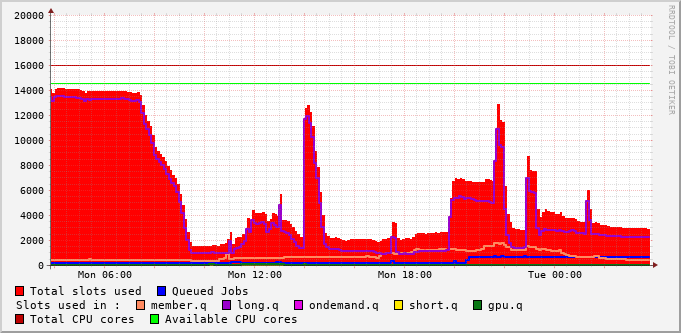 20000
18000
16000
14000
12000
10000
8000
6000
4000
2000
0
Mon 06:00 Mon 12:00 Mon 18:00 Tue 00:00
RRDTOOL / TOBI OETIKER
Total slots used Queued Jobs
Slots used in : member.q long.q ondemand.q short.q gpu.q
Total CPU cores Available CPU cores